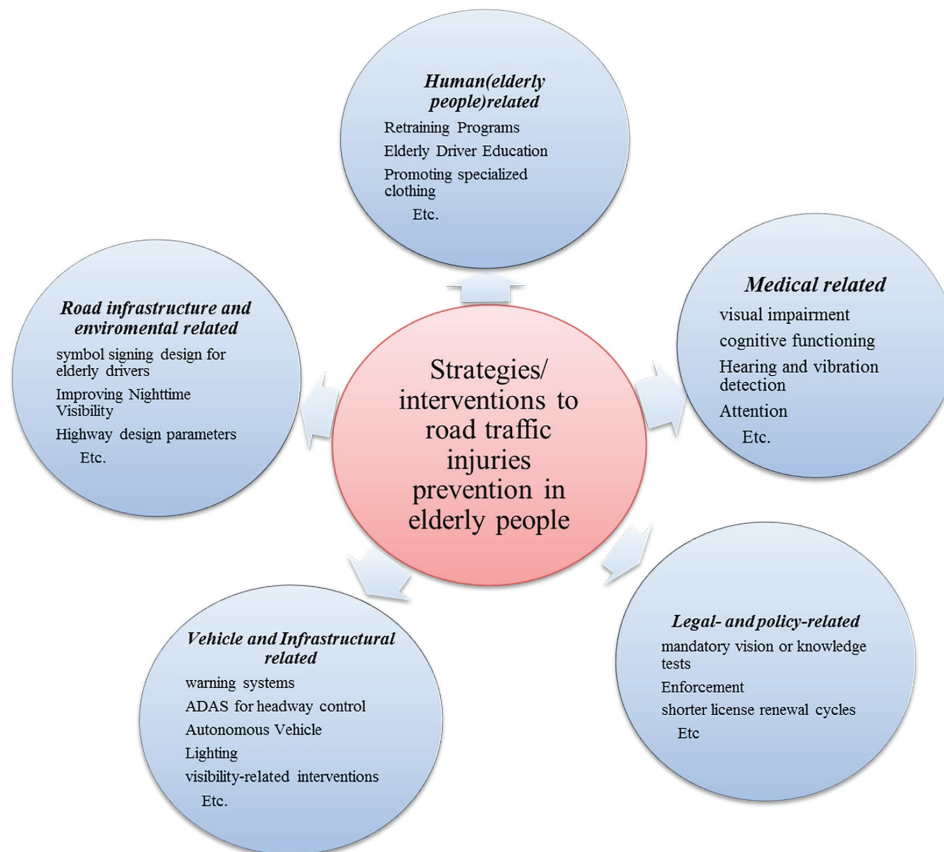 Human(elderly
people)related
Retraining Programs
Elderly Driver Education
Promoting specialized
clothing
Etc.
Medical related
visual impairment
cognitive functioning
Hearing and vibration
detection
Attention
Etc.
Road infrastructure and
enviromental related
symbol signing design for
elderly drivers
Improving Nighttime
Visibility
Highway design parameters
Etc.
Strategies/
interventions to
road traffic
injuries
prevention in
elderly people
Legal- and policy-related
mandatory vision or knowledge
tests
Enforcement
shorter license renewal cycles
Etc
Vehicle and Infrastructural
related
warning systems
ADAS for headway control
Autonomous Vehicle
Lighting
visibility-related interventions
Etc.